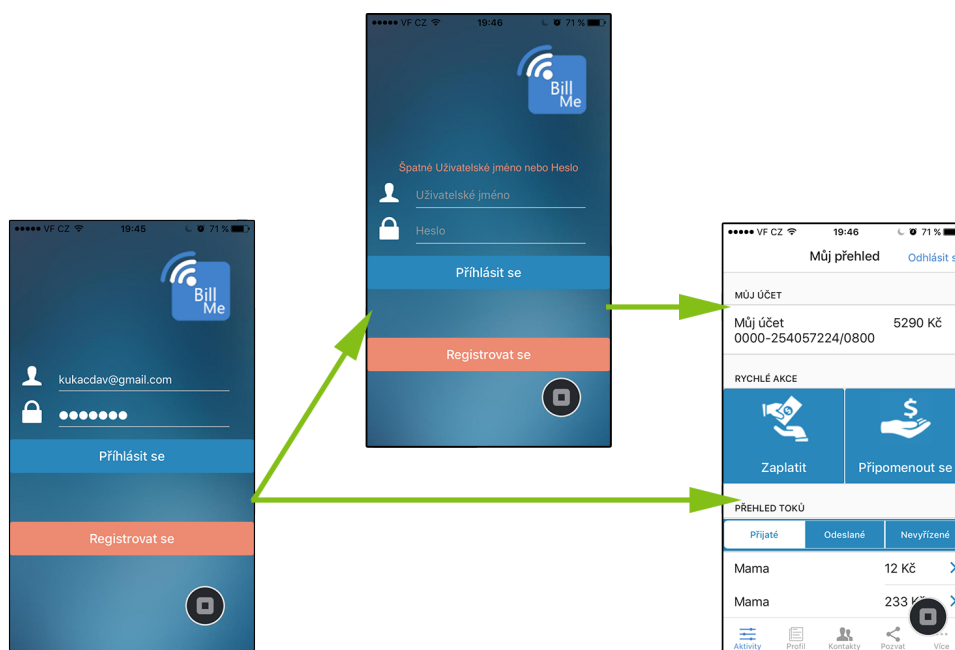 VF CZ 19:45 71 %
Bill
Me
kukacdav@gmail.com
Příhlásit se
Registrovat se
VF CZ 19:46 71 %
Bill
Me
Špatné Uživatelské jméno nebo Heslo
Uživatelské jméno
Heslo
Příhlásit se
Registrovat se
VF CZ 19:46 71 %
Můj přehled Odhlásit s
MŮJ ÚČET
Můj účet 5290 Kč
0000-254057224/0800
RYCHLÉ AKCE
Zaplatit Připomenout se
PŘEHLED TOKŮ
Přijaté Odeslané Nevyřízené
Mama 12 Kč
Mama 233 Kč
Aktivity Profil Kontakty Pozvat Více